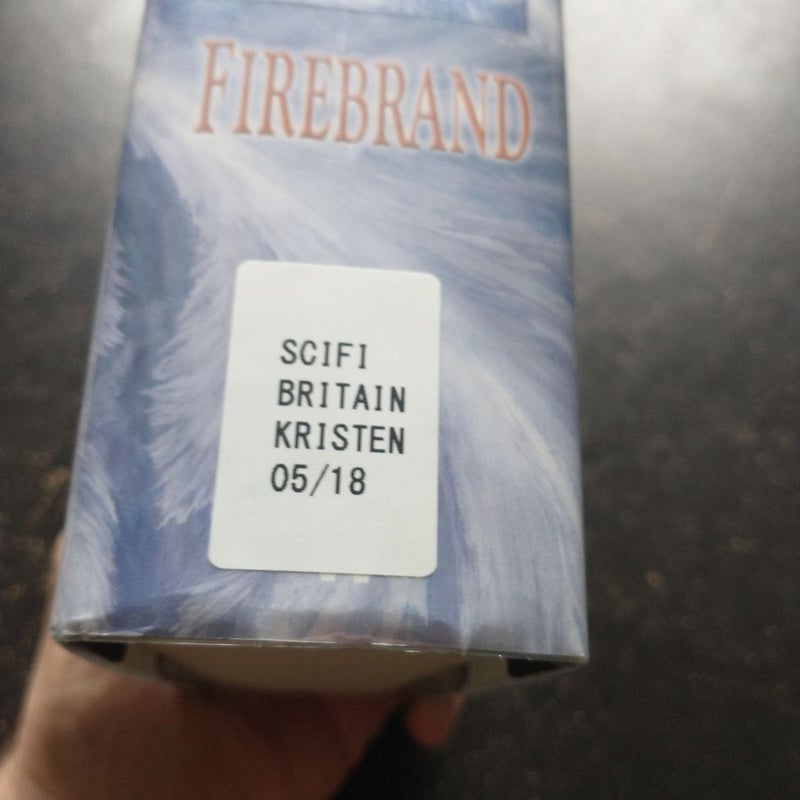 FIREBRAND
SCIFI
BRITAIN
KRISTEN
05/18